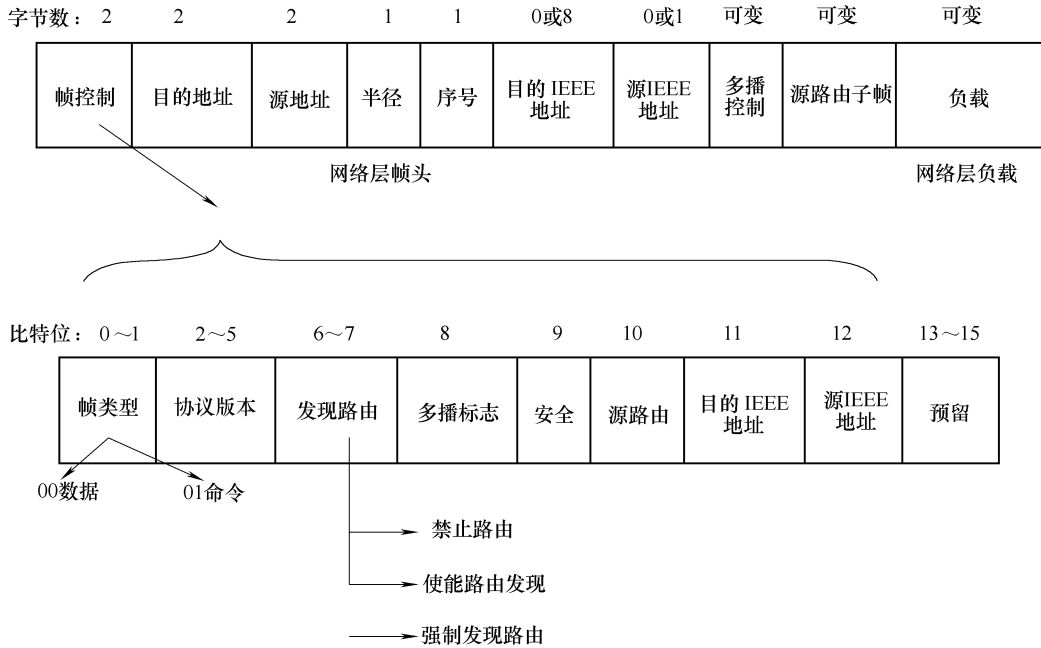 字节数: 2 2 2 1 1 0或8 0或1 可变 可变 可变
帧控制 目的地址 源地址 半径 序号 目的 IEEE 地址 源IEEE 地址 多播 控制 源路由子帧 负载
网络层帧头 网络层负载
比特位: 0～1 2～5 6～7 8 9 10 11 12 13～15
帧类型 协议版本 发现路由 多播标志 安全 源路由 目的 IEEE 地址 源IEEE 地址 预留
00数据 01命令
禁止路由
使能路由发现
强制发现路由